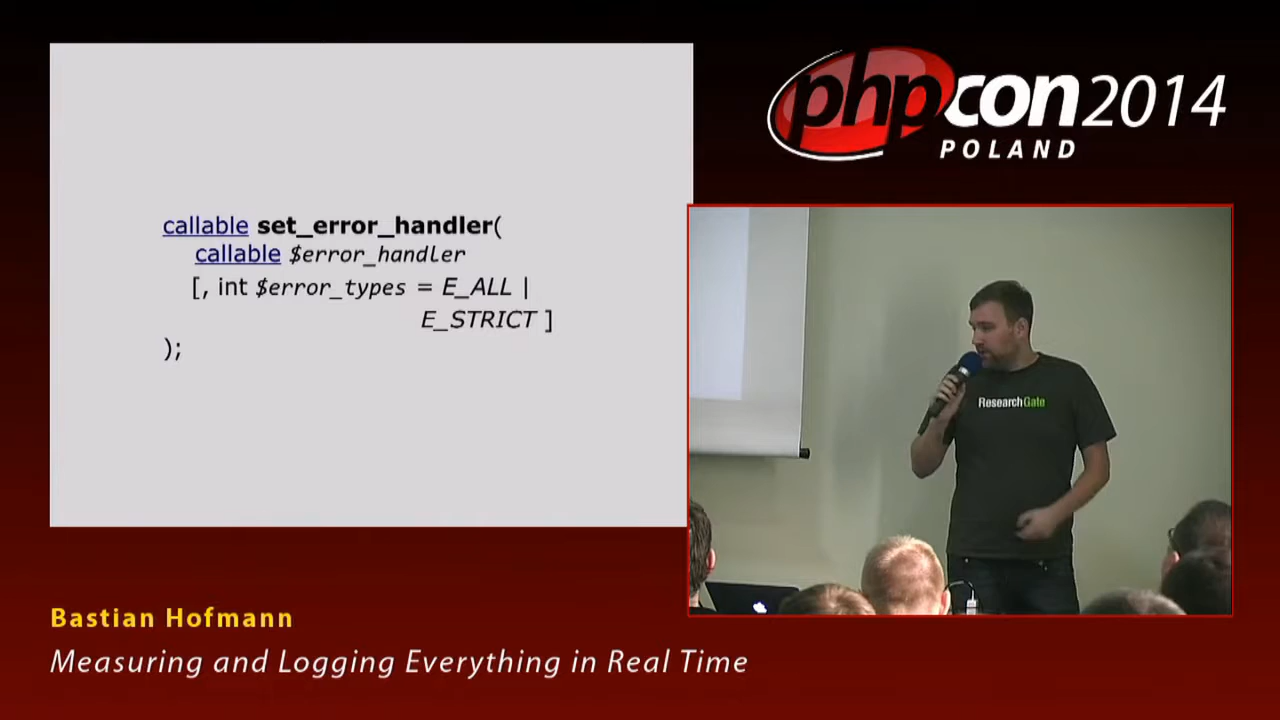 phpcon2014
POLAND
callable set_error_handler(
callable $error_handler
[, int $error_types = E_ALL |
E_STRICT ]
);
ResearchGate
Bastian Hofmann
Measuring and Logging Everything in Real Time